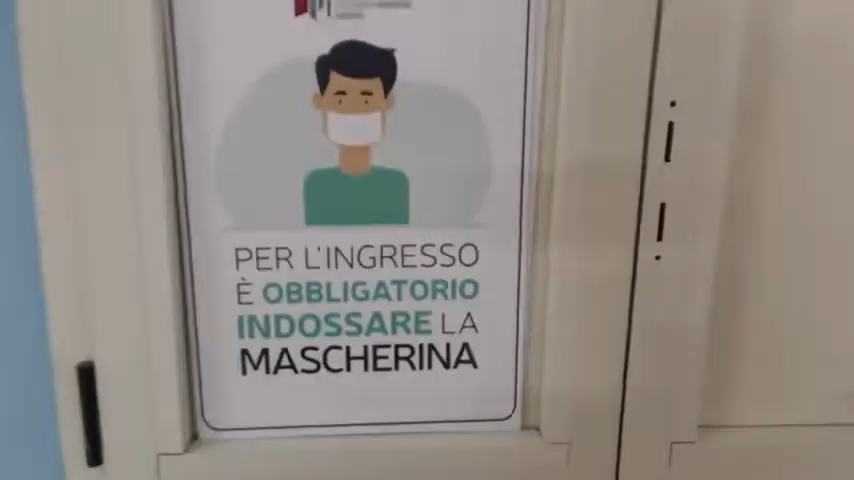 PER L'INGRESSO
È OBBLIGATORIO
INDOSSARE LA
MASCHERINA